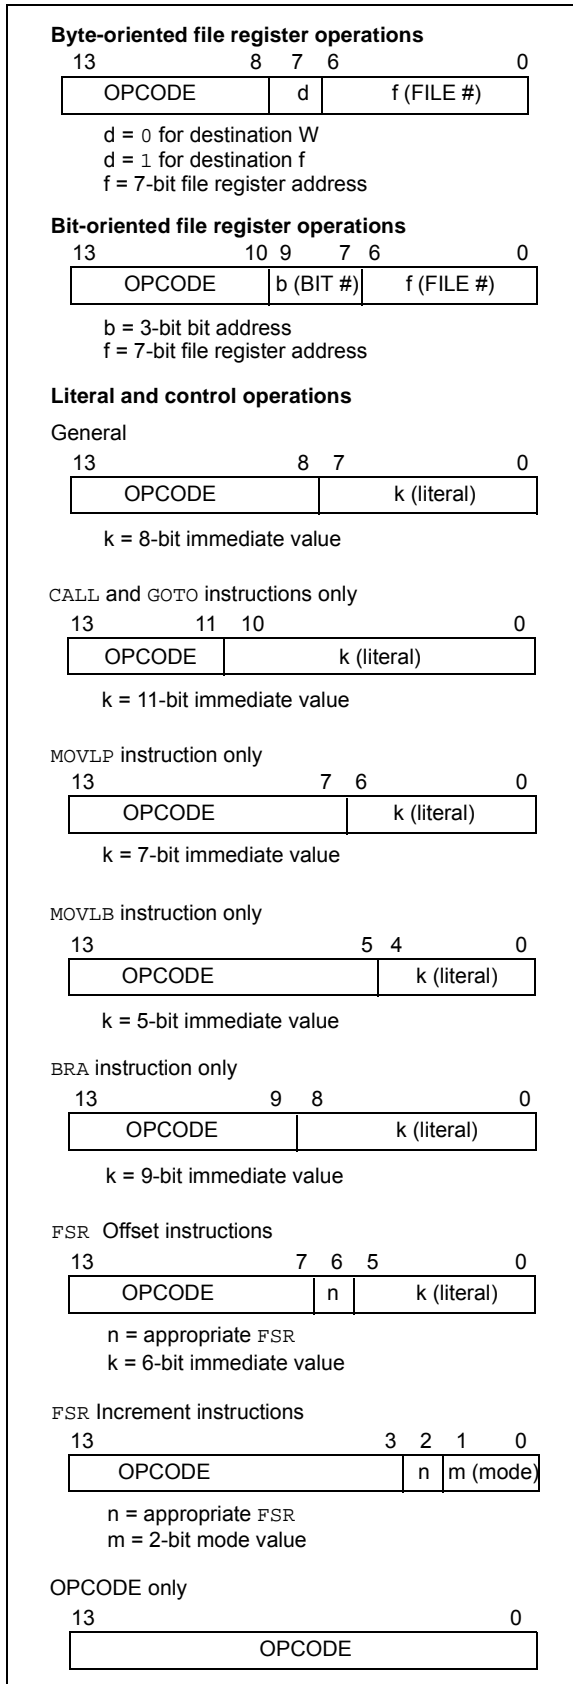 Byte-oriented file register operations
13 8 7 6 0
OPCODE d f (FILE #)
d = 0 for destination W
d = 1 for destination f
f = 7-bit file register address
Bit-oriented file register operations
13 10 9 7 6 0
OPCODE b (BIT #) f (FILE #)
b = 3-bit bit address
f = 7-bit file register address
Literal and control operations
General
13 8 7 0
OPCODE k (literal)
k = 8-bit immediate value
CALL and GOTO instructions only
13 11 10 0
OPCODE k (literal)
k = 11-bit immediate value
MOVLP instruction only
13 7 6 0
OPCODE k (literal)
k = 7-bit immediate value
MOVLB instruction only
13 5 4 0
OPCODE k (literal)
k = 5-bit immediate value
BRA instruction only
13 9 8 0
OPCODE k (literal)
k = 9-bit immediate value
FSR Offset instructions
13 7 6 5 0
OPCODE n k (literal)
n = appropriate FSR
k = 6-bit immediate value
FSR Increment instructions
13 3 2 1 0
OPCODE n m (mode)
n = appropriate FSR
m = 2-bit mode value
OPCODE only
13 0
OPCODE